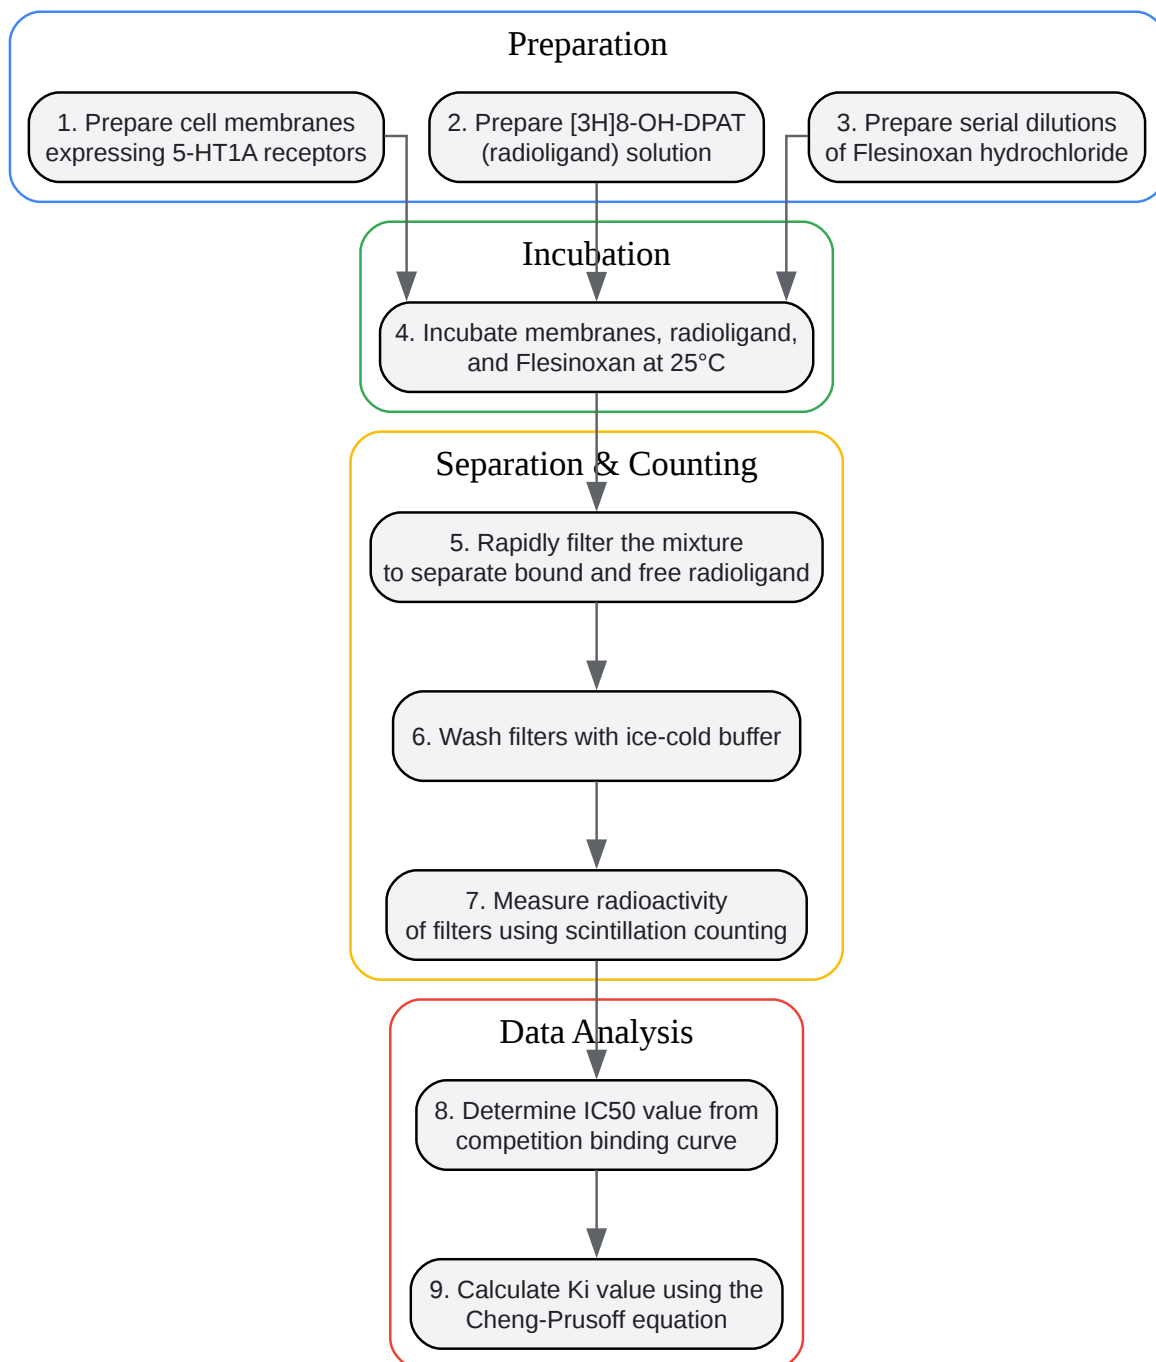 Preparation
1. Prepare cell membranes
expressing 5-HT1A receptors
2. Prepare [3H]8-OH-DPAT
(radioligand) solution
3. Prepare serial dilutions
of Flesinoxan hydrochloride
Incubation
4. Incubate membranes, radioligand,
and Flesinoxan at 25°C
Separation & Counting
5. Rapidly filter the mixture
to separate bound and free radioligand
6. Wash filters with ice-cold buffer
7. Measure radioactivity
of filters using scintillation counting
Data Analysis
8. Determine IC50 value from
competition binding curve
9. Calculate Ki value using the
Cheng-Prusoff equation